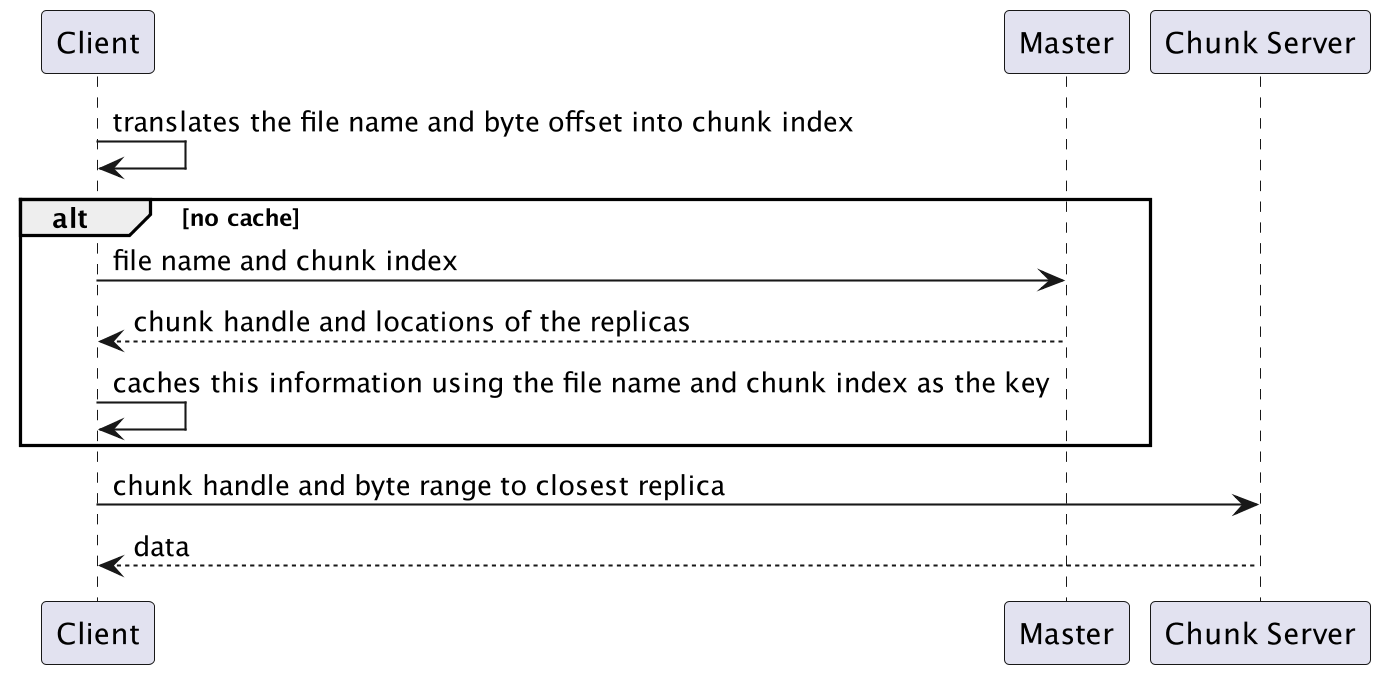 Client
Master
Chunk Server
translates the file name and byte offset into chunk index
alt
[no cache]
file name and chunk index
chunk handle and locations of the replicas
caches this information using the file name and chunk index as the key
chunk handle and byte range to closest replica
data
Client
Master
Chunk Server